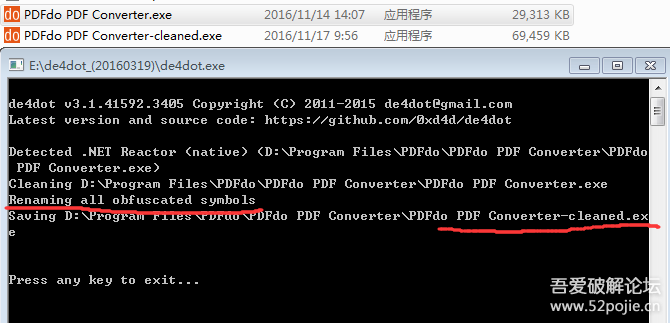 do PDFdo PDF Converter.exe 2016/11/14 14:07 应用程序 29,313 KB
do PDFdo PDF Converter-cleaned.exe 2016/11/17 9:56 应用程序 69,459 KB
E:\de4dot_(20160319)\de4dot.exe
de4dot v3.1.41592.3405 Copyright (C) 2011-2015 de4dot@gmail.com
Latest version and source code: https://github.com/0xd4d/de4dot
Detected .NET Reactor (native) (D:\Program Files\PDFdo\PDFdo PDF Converter\PDFdo
PDF Converter.exe)
Cleaning D:\Program Files\PDFdo\PDFdo PDF Converter\PDFdo PDF Converter.exe
Renaming all obfuscated symbols
Saving D:\Program Files\PDFdo\PDFdo PDF Converter\PDFdo PDF Converter-cleaned.ex
e
Press any key to exit...
吾爱破解论坛
www.52pojie.cn